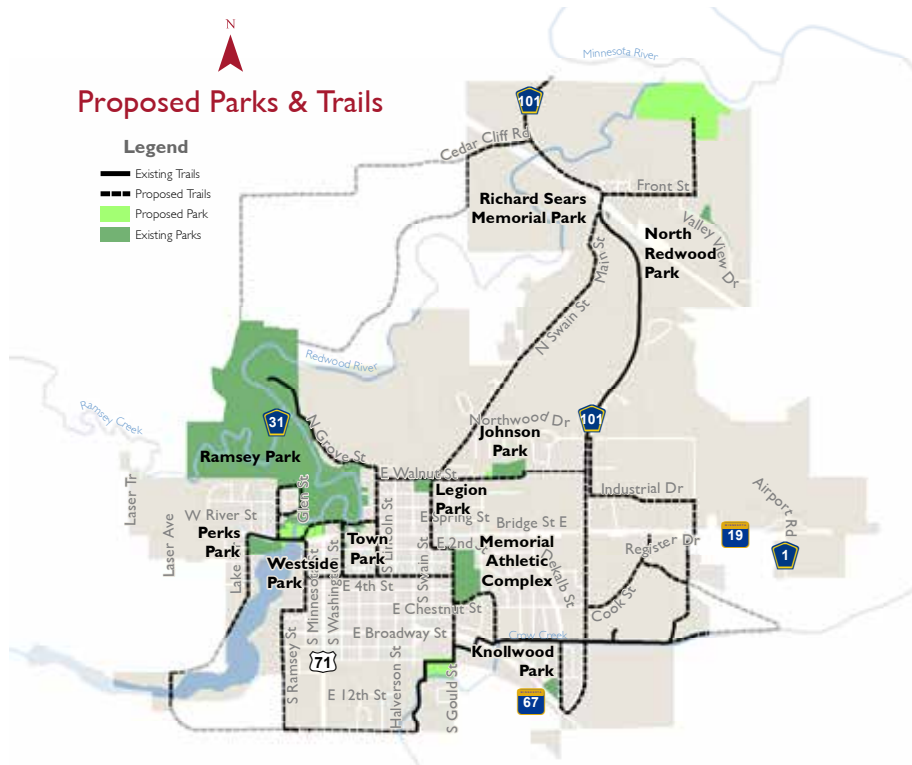 N
Proposed Parks & Trails
Legend
Existing Trails
Proposed Trails
Proposed Park
Existing Parks
Minnesota River
101
Cedar Cliff Rd
Front St
Richard Sears
Memorial Park
Valley View Dr
North
Redwood
Park
Main St
N Swain St
Redwood River
Ramsey Creek
31
N Grove St
101
Northwood Dr
Johnson
Park
Ramsey Park
E Walnut St
Laser Tr
Glen St
Legion
Park
Industrial Dr
Airport Rd
W River St
S Lincoln St
E Spring St
Bridge St E
Laser Ave
Perks
Park
Town
Park
E 2nd St
Memorial
Athletic
Complex
Register Dr
19
1
Westside
Park
Lake
S Minnesota St
S Washington St
S Swain St
Dekalb St
E 4th St
Cook St
E Chestnut St
E Broadway St
Crow Creek
S Ramsey St
71
Knollwood
Park
Halverson St
S Gould St
E 12th St
67